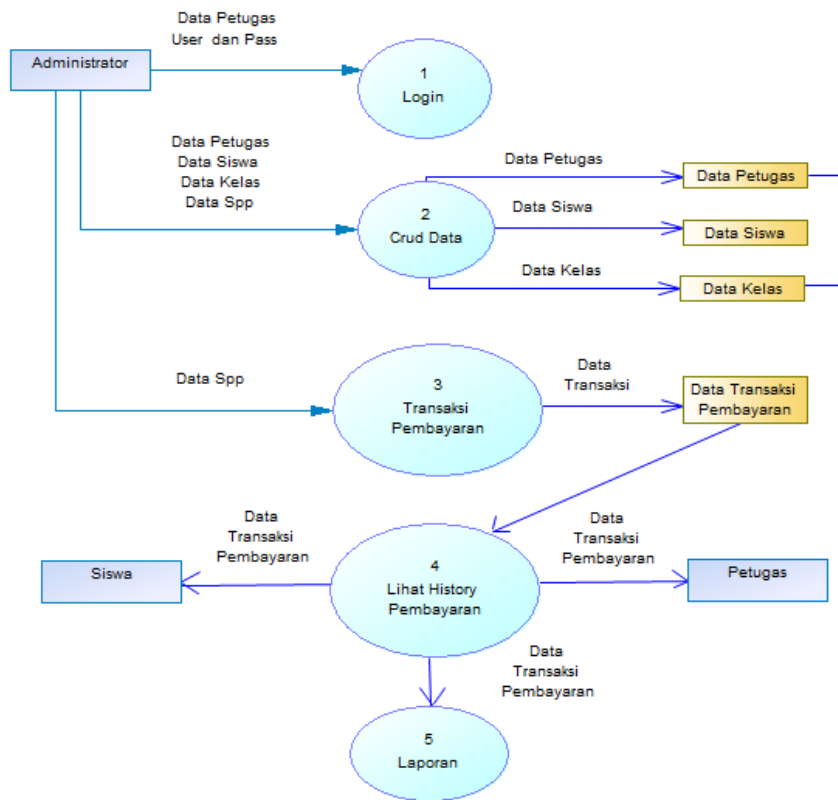 Data Petugas
User dan Pass
Administrator
1
Login
Data Petugas
Data Siswa
Data Kelas
Data Spp
2
Crud Data
Data Petugas
Data Petugas
Data Siswa
Data Siswa
Data Kelas
Data Kelas
Data Spp
3
Transaksi
Pembayaran
Data
Transaksi
Data Transaksi
Pembayaran
Data
Transaksi
Pembayaran
Siswa
4
Lihat History
Pembayaran
Data
Transaksi
Pembayaran
Petugas
Data
Transaksi
Pembayaran
5
Laporan